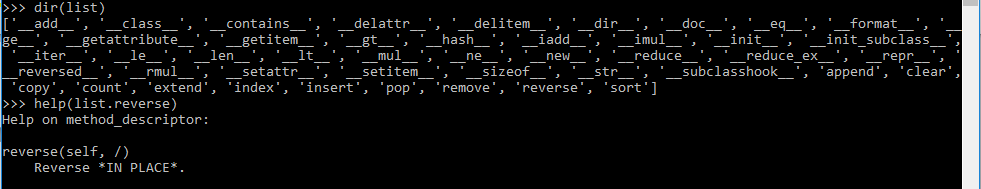 >>> dir(list)
['__add__', '__class__', '__contains__', '__delattr__', '__delitem__', '__dir__', '__doc__', '__eq__', '__format__', '__
ge__', '__getattribute__', '__getitem__', '__gt__', '__hash__', '__iadd__', '__imul__', '__init__', '__init_subclass__',
 '__iter__', '__le__', '__len__', '__lt__', '__mul__', '__ne__', '__new__', '__reduce__', '__reduce_ex__', '__repr__', '
__reversed__', '__rmul__', '__setattr__', '__setitem__', '__sizeof__', '__str__', '__subclasshook__', 'append', 'clear',
 'copy', 'count', 'extend', 'index', 'insert', 'pop', 'remove', 'reverse', 'sort']
>>> help(list.reverse)
Help on method_descriptor:

reverse(self, /)
    Reverse *IN PLACE*.